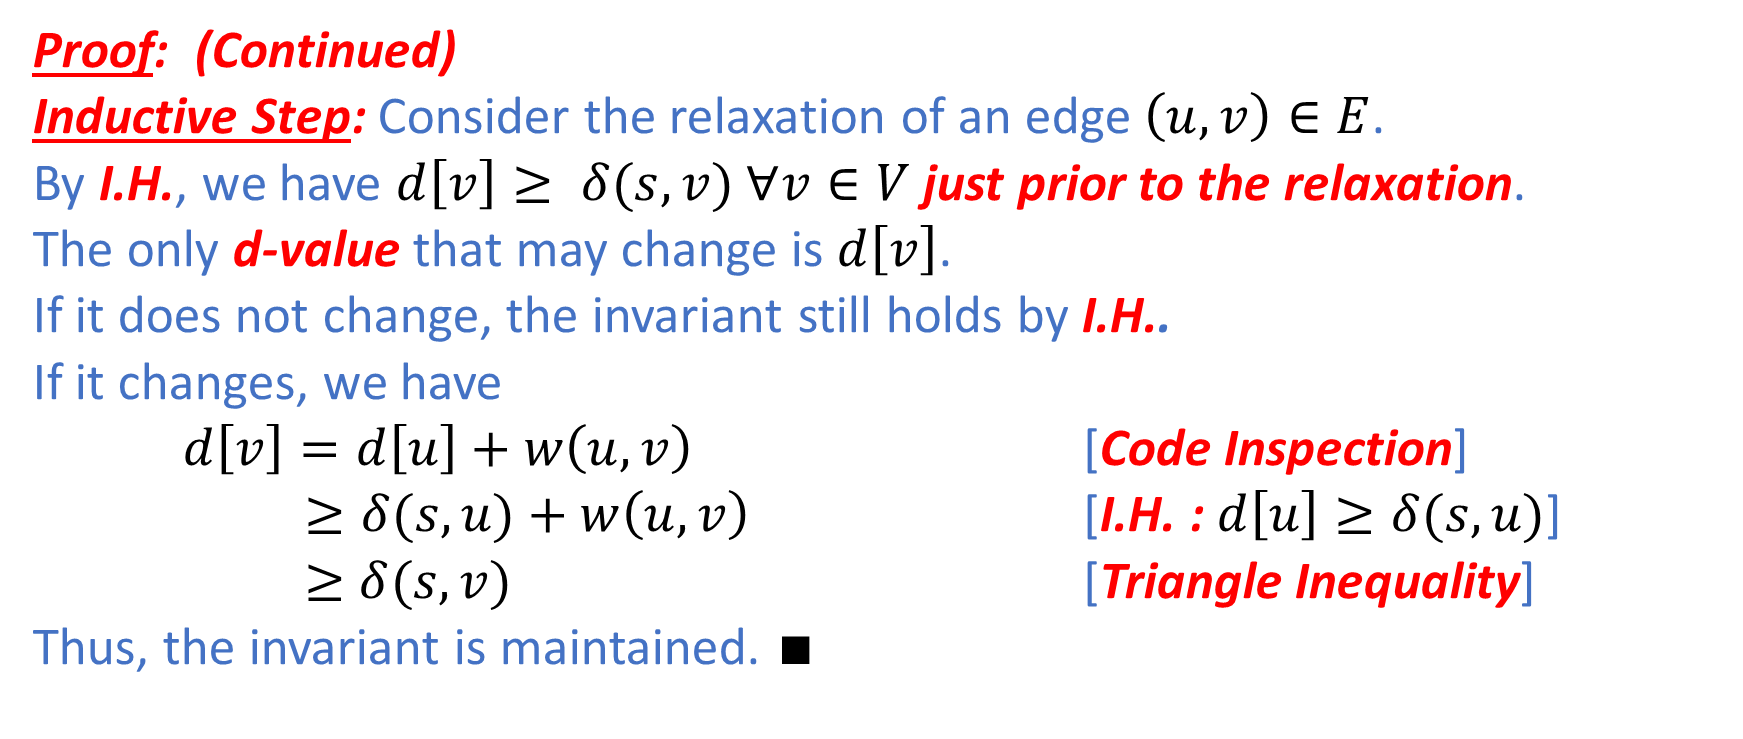 Proof: (Continued)
Inductive Step: Consider the relaxation of an edge (u, v) ∈ E.
By I.H., we have d[v] ≥ δ(s, v) ∀v ∈ V just prior to the relaxation.
The only d-value that may change is d[v].
If it does not change, the invariant still holds by I.H..
If it changes, we have
d[v] = d[u] + w(u, v) [Code Inspection]
≥ δ(s, u) + w(u, v) [I.H. : d[u] ≥ δ(s, u)]
≥ δ(s, v) [Triangle Inequality]
Thus, the invariant is maintained. ■